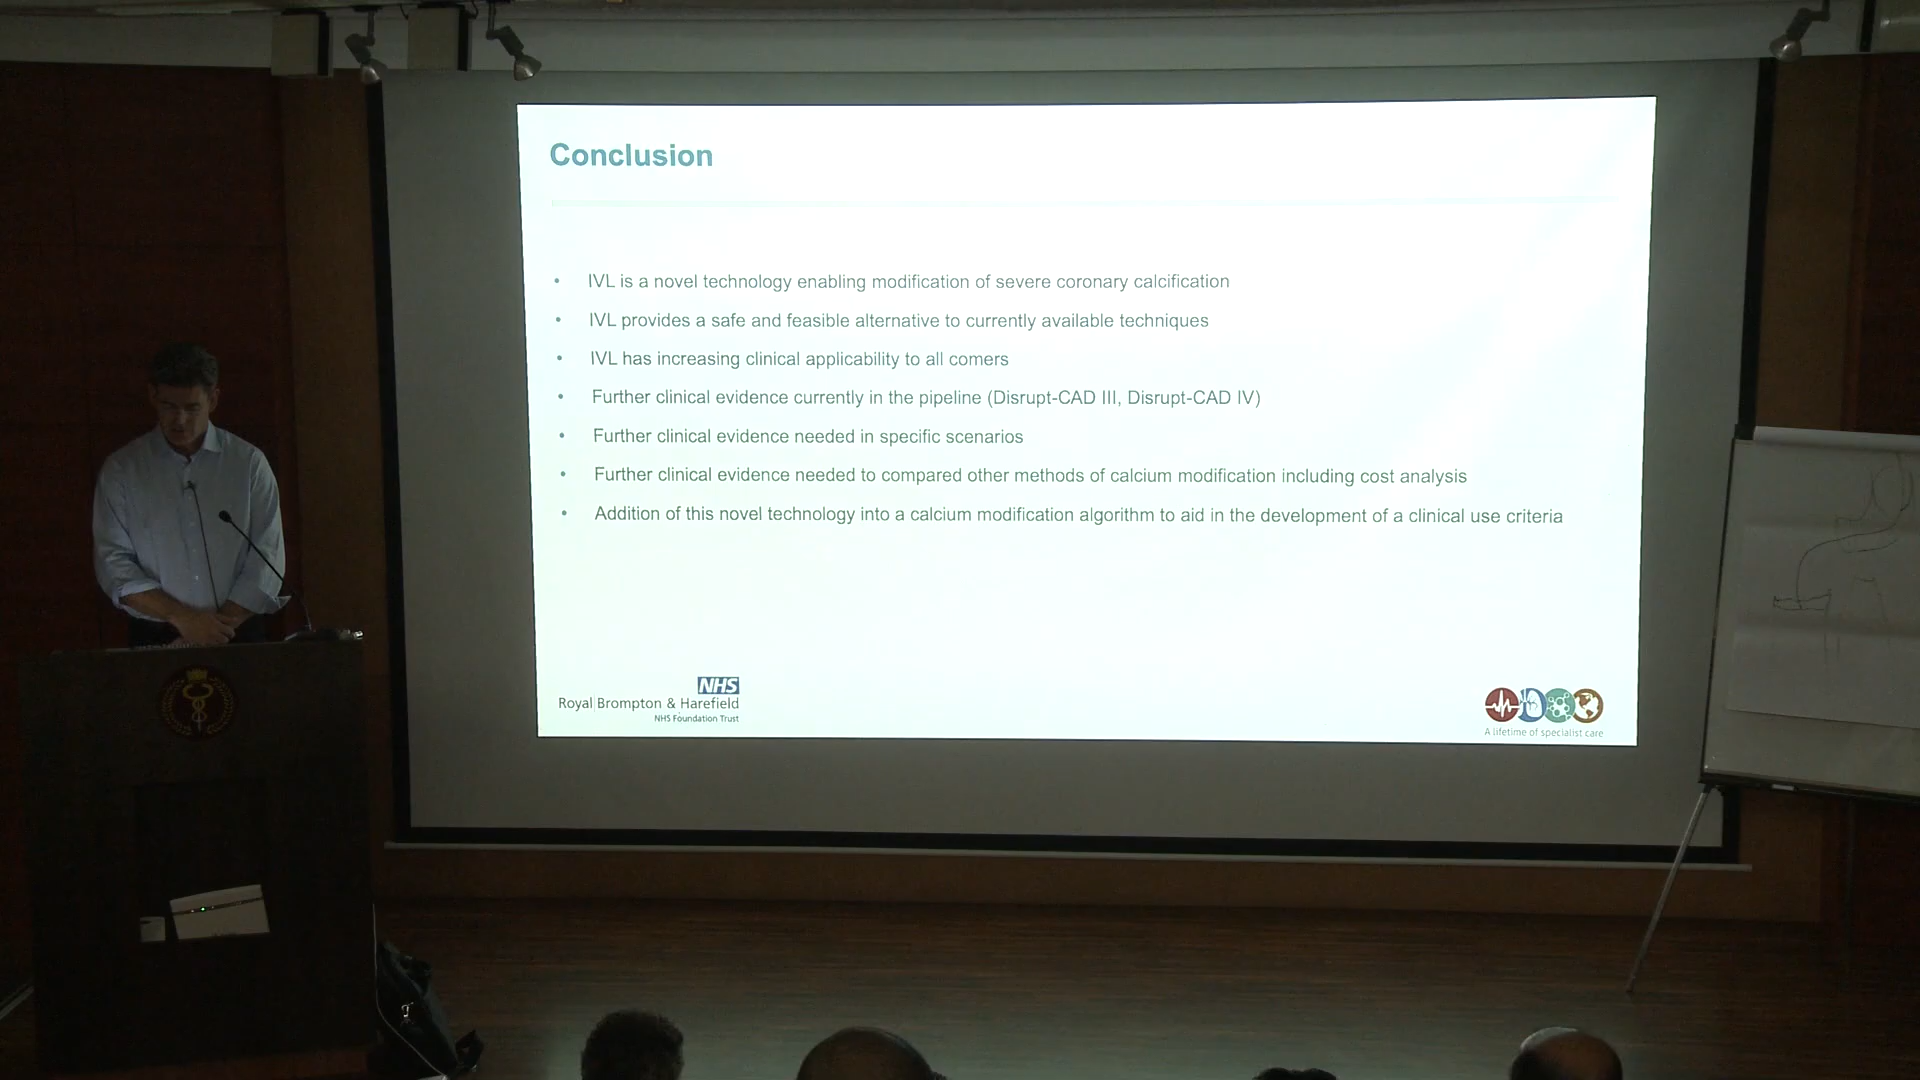 Conclusion
• IVL is a novel technology enabling modification of severe coronary calcification
• IVL provides a safe and feasible alternative to currently available techniques
• IVL has increasing clinical applicability to all comers
• Further clinical evidence currently in the pipeline (Disrupt-CAD III, Disrupt-CAD IV)
• Further clinical evidence needed in specific scenarios
• Further clinical evidence needed to compared other methods of calcium modification including cost analysis
• Addition of this novel technology into a calcium modification algorithm to aid in the development of a clinical use criteria
NHS
Royal Brompton & Harefield
NHS Foundation Trust
A lifetime of specialist care